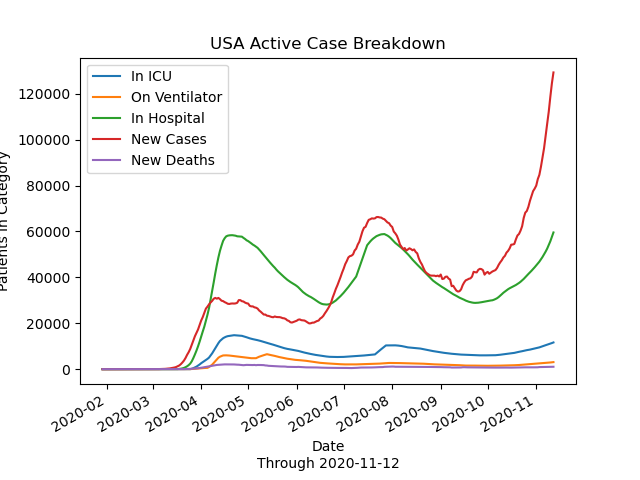 USA Active Case Breakdown
In ICU
On Ventilator
In Hospital
New Cases
New Deaths
120000
100000
80000
60000
40000
20000
0
Patients in Category
2020-02
2020-03
2020-04
2020-05
2020-06
2020-07
2020-08
2020-09
2020-10
2020-11
Date
Through 2020-11-12